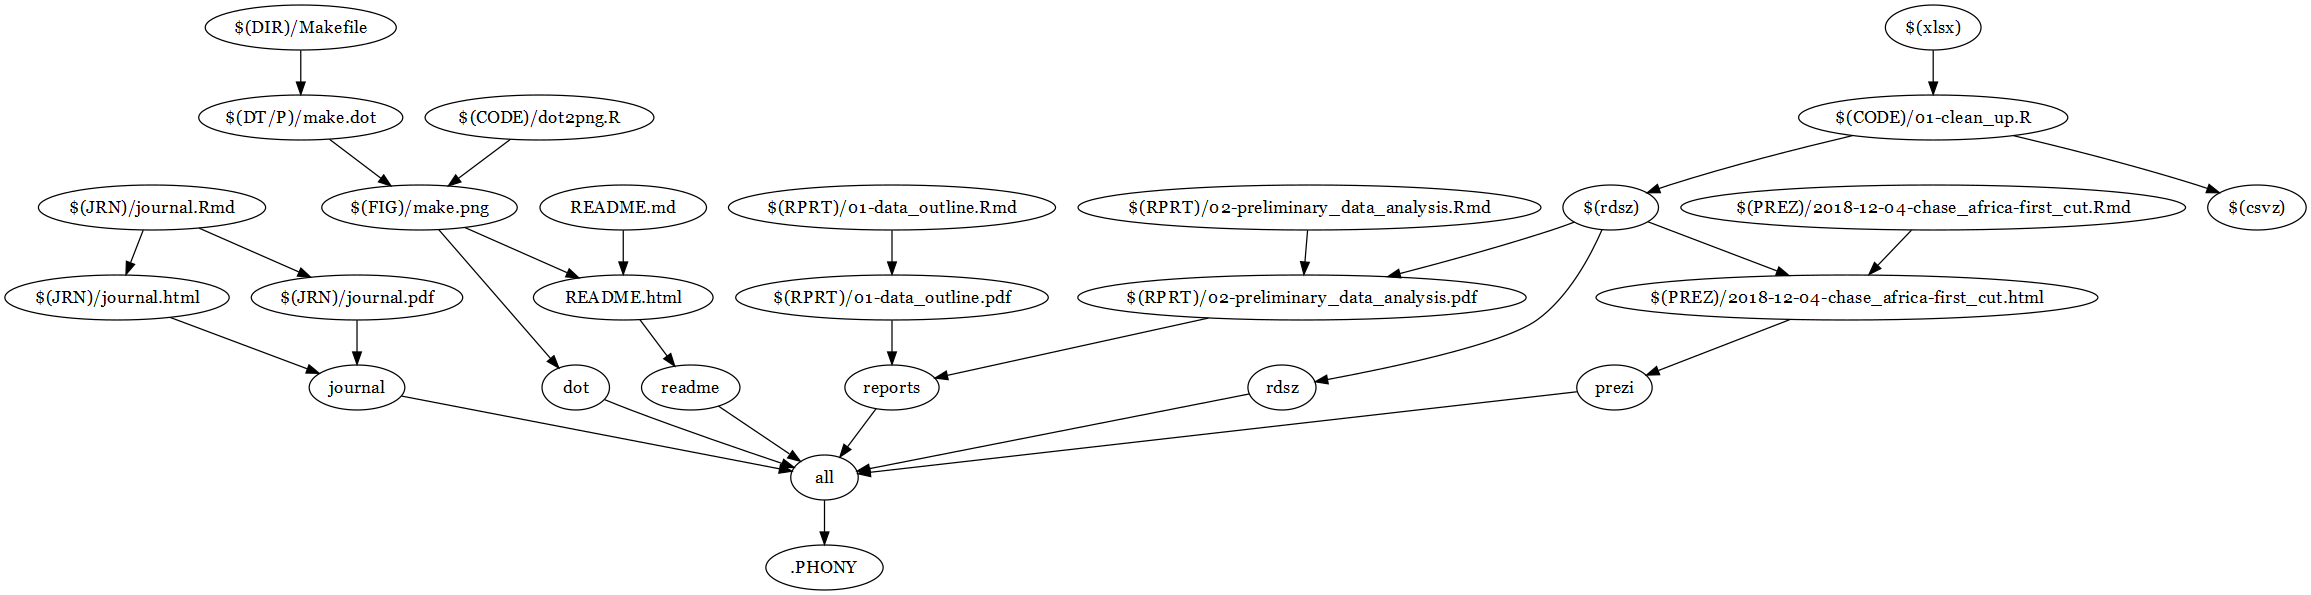 $(DIR)/Makefile
$(xlsx)
$(DT/P)/make.dot
$(CODE)/dot2png.R
$(CODE)/01-clean_up.R
$(JRN)/journal.Rmd
$(FIG)/make.png
README.md
$(RPRT)/01-data_outline.Rmd
$(RPRT)/02-preliminary_data_analysis.Rmd
$(rdsz)
$(PREZ)/2018-12-04-chase_africa-first_cut.Rmd
$(csvz)
$(JRN)/journal.html
$(JRN)/journal.pdf
README.html
$(RPRT)/01-data_outline.pdf
$(RPRT)/02-preliminary_data_analysis.pdf
$(PREZ)/2018-12-04-chase_africa-first_cut.html
journal
dot
readme
reports
rdsz
prezi
all
.PHONY